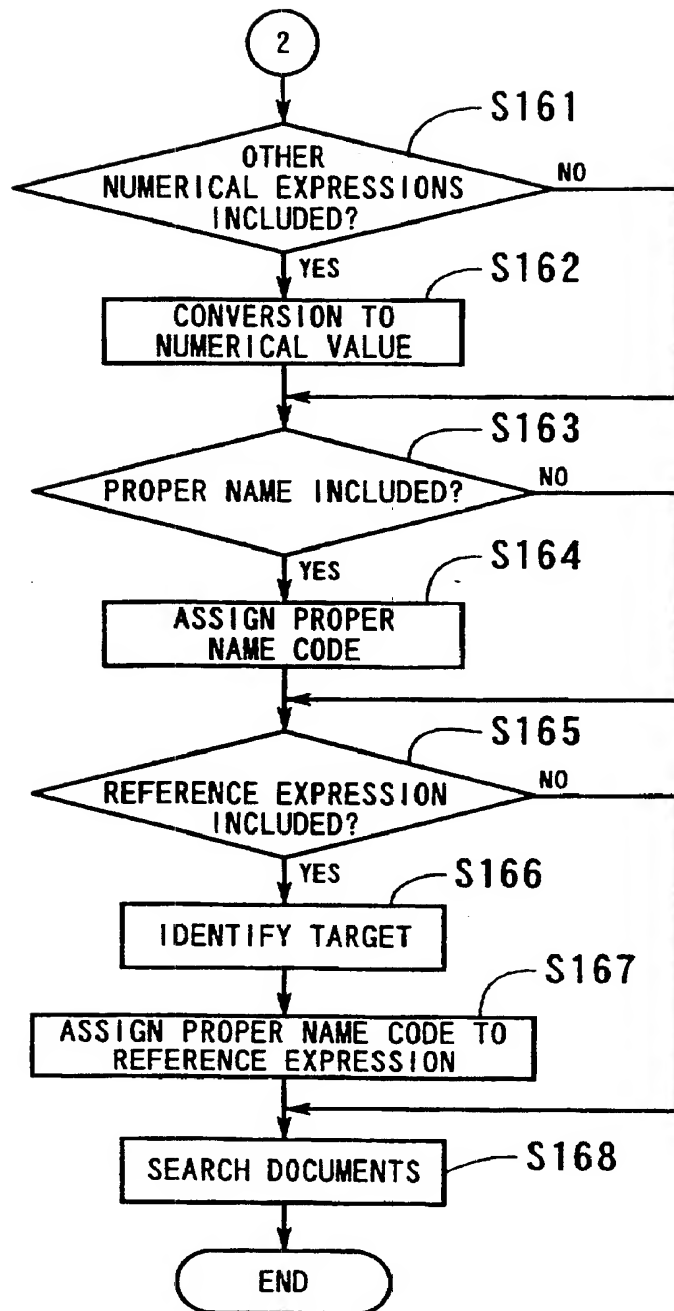 2
S161
OTHER
NUMERICAL EXPRESSIONS
INCLUDED?
NO
YES
S162
CONVERSION TO
NUMERICAL VALUE
S163
PROPER NAME INCLUDED?
NO
YES
S164
ASSIGN PROPER
NAME CODE
S165
REFERENCE EXPRESSION
INCLUDED?
NO
YES
S166
IDENTIFY TARGET
S167
ASSIGN PROPER NAME CODE TO
REFERENCE EXPRESSION
SEARCH DOCUMENTS
S168
END